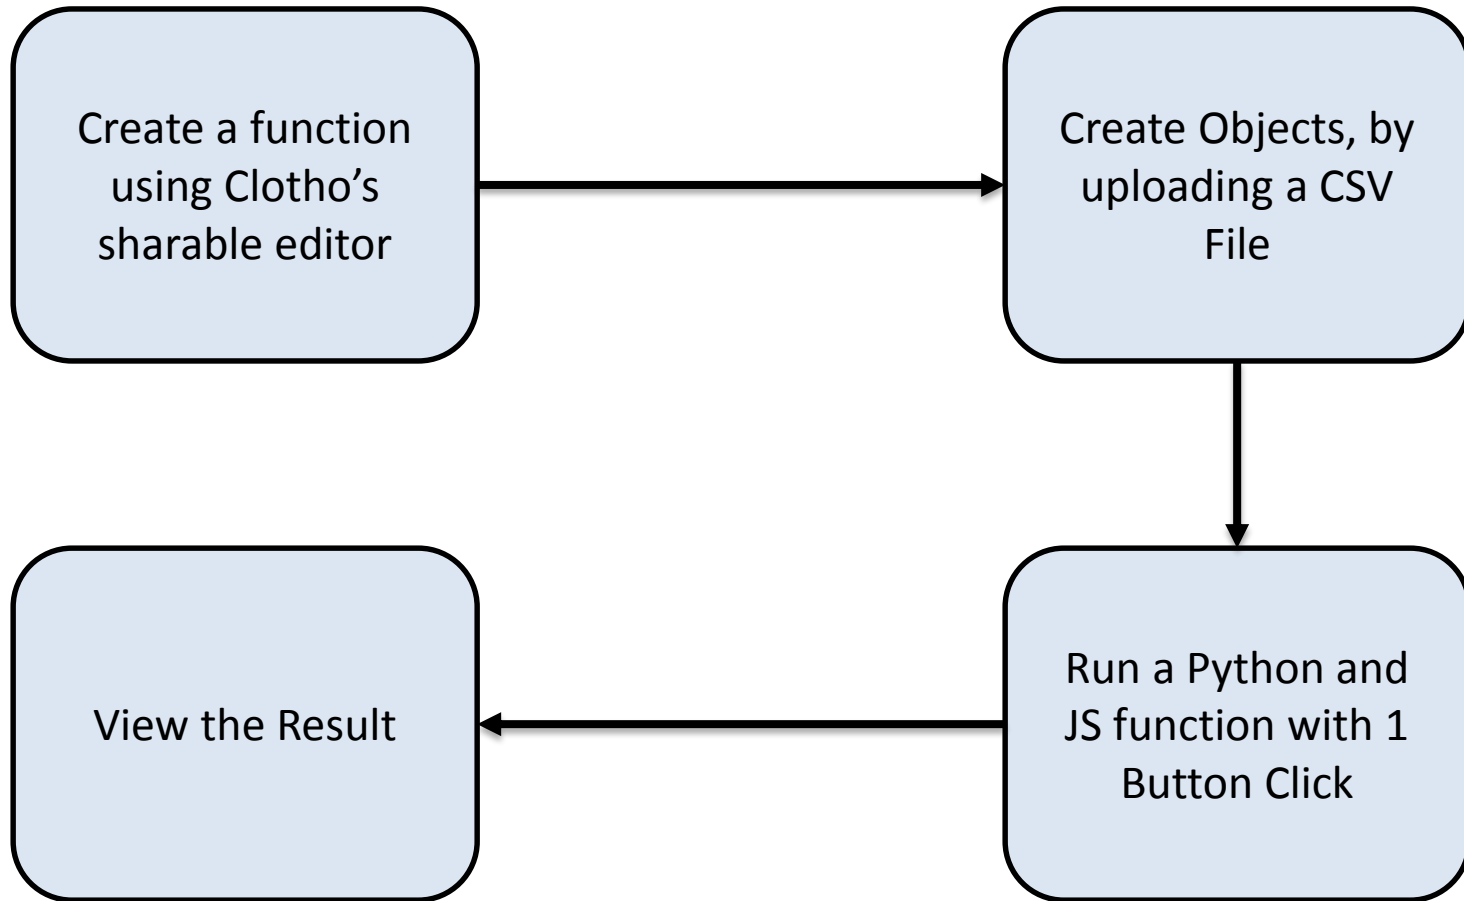 Create a function
using Clotho’s
sharable editor
Create Objects, by
uploading a CSV
File
Run a Python and
JS function with 1
Button Click
View the Result